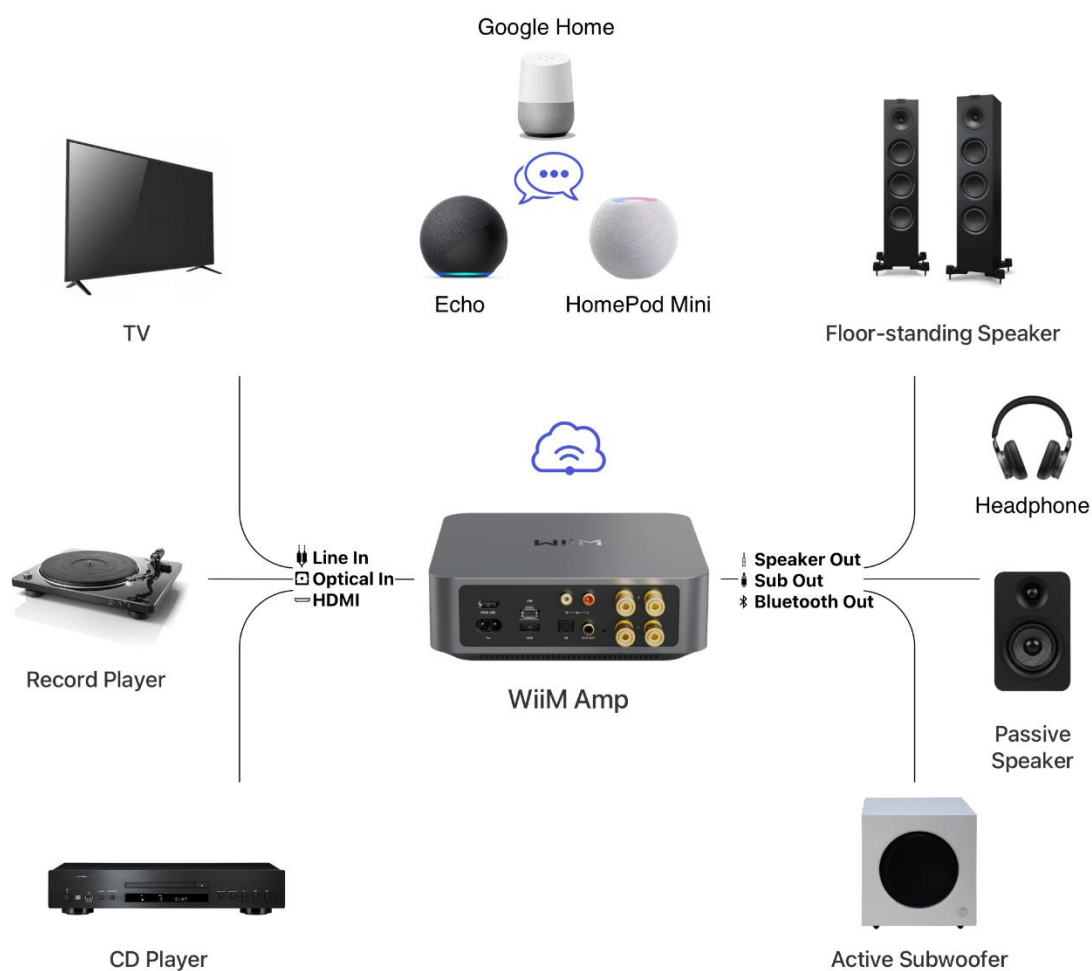 Google Home
Echo
HomePod Mini
TV
Floor-standing Speaker
Headphone
Line In
Optical In
HDMI
WiiM
Speaker Out
Sub Out
Bluetooth Out
Record Player
WiiM Amp
Passive
Speaker
CD Player
Active Subwoofer